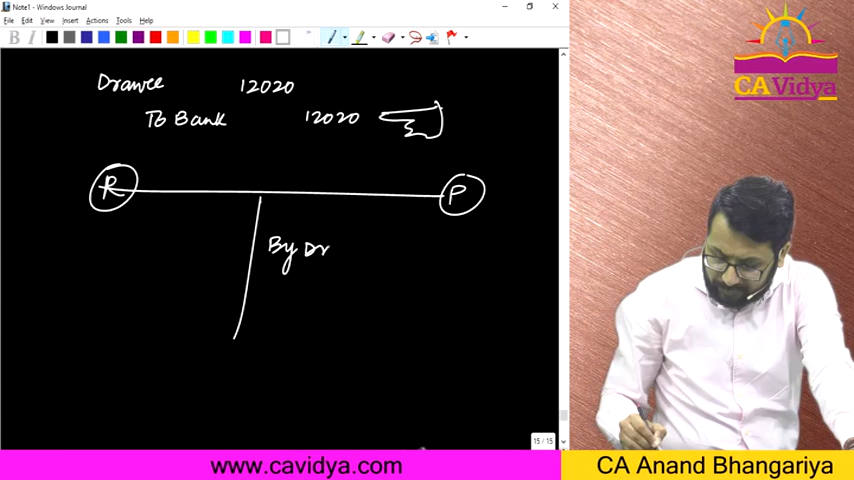 Note1 - Windows Journal
File Edit View Insert Actions Tools Help
B I
Drawee 12020
To Bank 12020
R P
By Dr
15 / 15
CA Vidya
www.cavidya.com
CA Anand Bhangariya